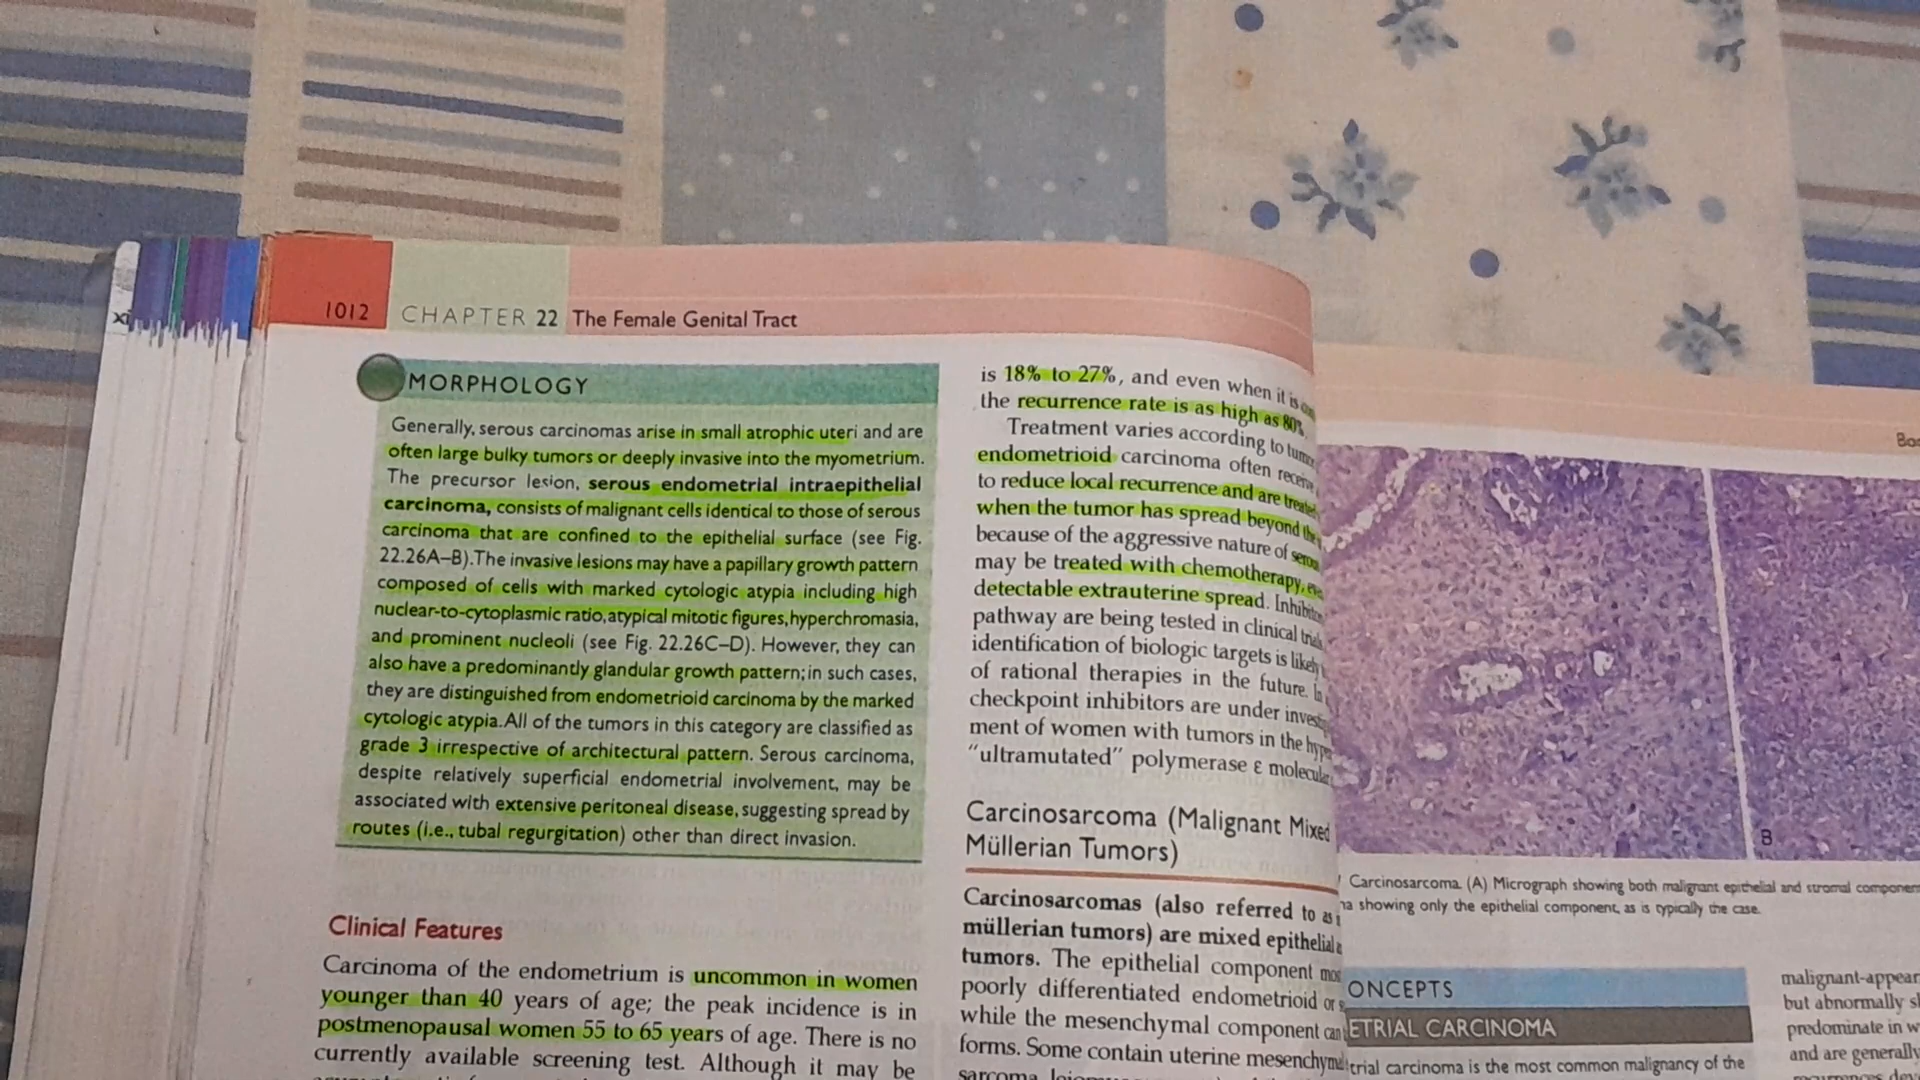 xi
1012 CHAPTER 22 The Female Genital Tract
MORPHOLOGY
Generally, serous carcinomas arise in small atrophic uteri and are
often large bulky tumors or deeply invasive into the myometrium.
The precursor lesion, serous endometrial intraepithelial
carcinoma, consists of malignant cells identical to those of serous
carcinoma that are confined to the epithelial surface (see Fig.
22.26A–B). The invasive lesions may have a papillary growth pattern
composed of cells with marked cytologic atypia including high
nuclear-to-cytoplasmic ratio, atypical mitotic figures, hyperchromasia,
and prominent nucleoli (see Fig. 22.26C–D). However, they can
also have a predominantly glandular growth pattern; in such cases,
they are distinguished from endometrioid carcinoma by the marked
cytologic atypia. All of the tumors in this category are classified as
grade 3 irrespective of architectural pattern. Serous carcinoma,
despite relatively superficial endometrial involvement, may be
associated with extensive peritoneal disease, suggesting spread by
routes (i.e., tubal regurgitation) other than direct invasion.
Clinical Features
Carcinoma of the endometrium is uncommon in women
younger than 40 years of age; the peak incidence is in
postmenopausal women 55 to 65 years of age. There is no
currently available screening test. Although it may be
is 18% to 27%, and even when it is
the recurrence rate is as high as 80%.
Treatment varies according to
endometrioid carcinoma often
to reduce local recurrence and are
when the tumor has spread beyond
because of the aggressive nature of
may be treated with chemotherapy,
detectable extrauterine spread.
pathway are being tested in clinical
identification of biologic targets is likely
of rational therapies in the future.
checkpoint inhibitors are under
ment of women with tumors in the
“ultramutated” polymerase ε
Carcinosarcoma (Malignant Mixed
Müllerian Tumors)
Carcinosarcomas (also referred to as
müllerian tumors) are mixed epithelial
tumors. The epithelial component
poorly differentiated endometrioid or
while the mesenchymal component can
forms. Some contain uterine
sarcoma,
B
Carcinosarcoma. (A) Micrograph showing both malignant epithelial and stromal
showing only the epithelial component, as is typically the case.
ONCEPTS
ETRIAL CARCINOMA
trial carcinoma is the most common malignancy of the
malignant-appear
but abnormally
predominate in
and are generally